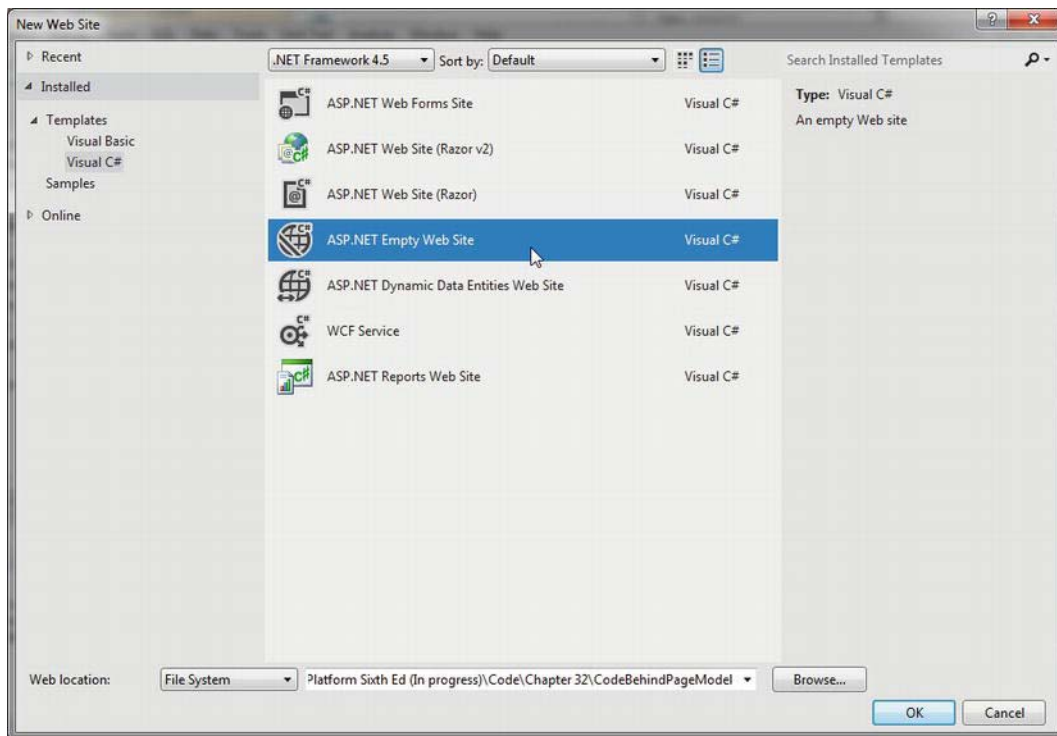 New Web Site
Recent
Installed
Templates
Visual Basic
Visual C#
Samples
Online
.NET Framework 4.5
Sort by:
Default
Search Installed Templates
ASP.NET Web Forms Site
Visual C#
ASP.NET Web Site (Razor v2)
Visual C#
ASP.NET Web Site (Razor)
Visual C#
ASP.NET Empty Web Site
Visual C#
ASP.NET Dynamic Data Entities Web Site
Visual C#
WCF Service
Visual C#
ASP.NET Reports Web Site
Visual C#
Type: Visual C#
An empty Web site
Web location:
File System
Platform Sixth Ed (In progress)\Code\Chapter 32\CodeBehindPageModel
Browse...
OK
Cancel